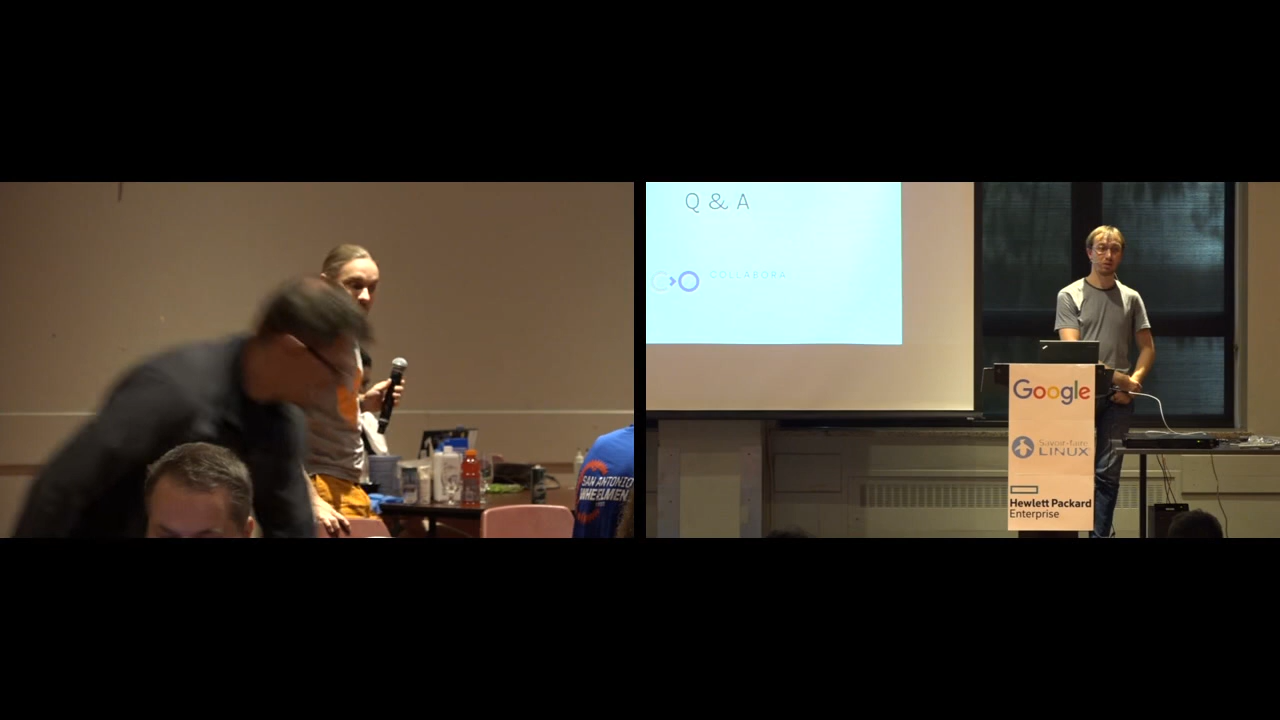 SAN ANTONIO
WHEELMEN
Q & A
COLLABORA
Google
Savoir-faire
LINUX
Hewlett Packard
Enterprise